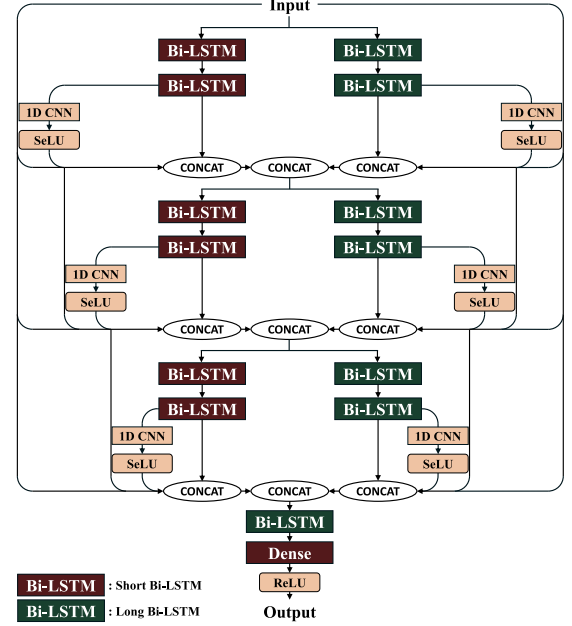 Input
Bi-LSTM Bi-LSTM
Bi-LSTM Bi-LSTM
1D CNN 1D CNN
SeLU SeLU
CONCAT CONCAT CONCAT
Bi-LSTM Bi-LSTM
Bi-LSTM Bi-LSTM
1D CNN 1D CNN
SeLU SeLU
CONCAT CONCAT CONCAT
Bi-LSTM Bi-LSTM
Bi-LSTM Bi-LSTM
1D CNN 1D CNN
SeLU SeLU
CONCAT CONCAT CONCAT
Bi-LSTM
Dense
ReLU
Output
Bi-LSTM : Short Bi-LSTM
Bi-LSTM : Long Bi-LSTM